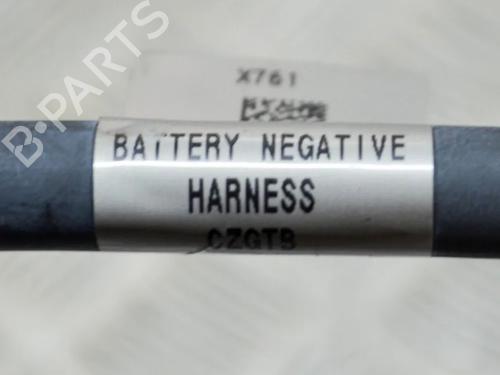 X761
B-PARTS
BATTERY NEGATIVE
HARNESS
CZGTB